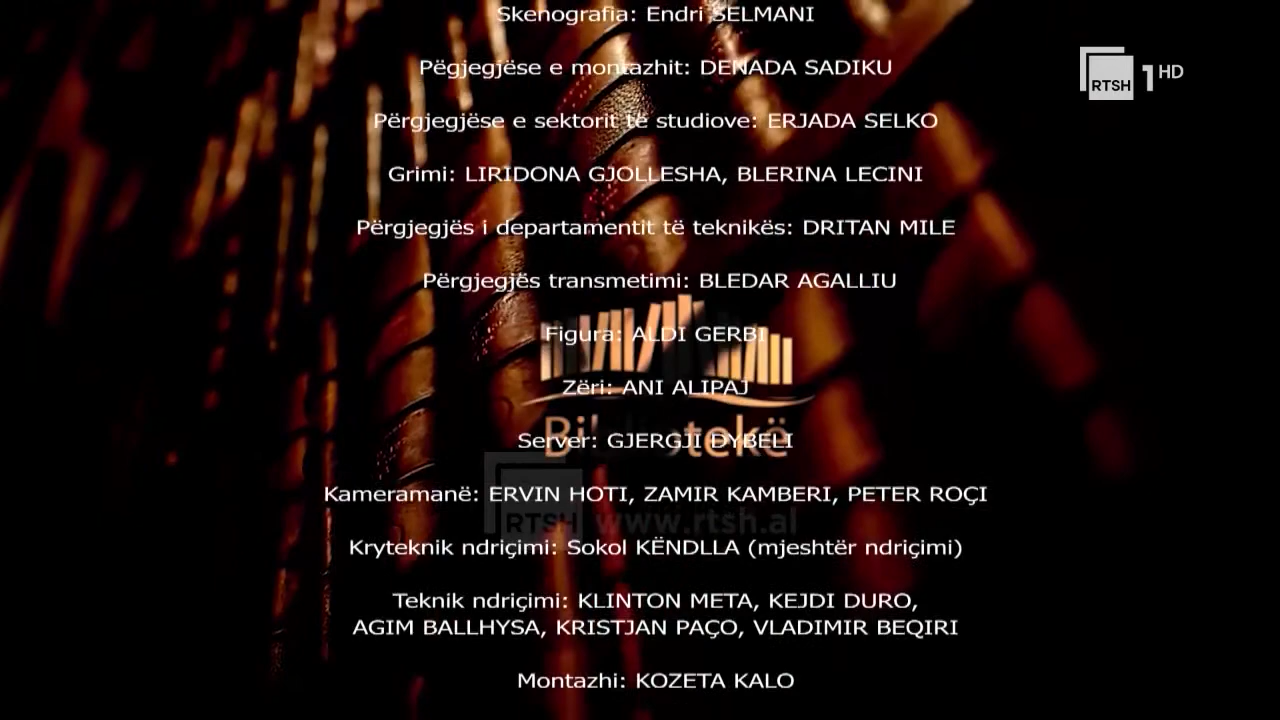 Skenografia: Endri SELMANI
RTSH 1 HD
Pëgjegjëse e montazhit: DENADA SADIKU
Përgjegjëse e sektorit të studiove: ERJADA SELKO
Grimi: LIRIDONA GJOLLESHA, BLERINA LECINI
Përgjegjës i departamentit të teknikës: DRITAN MILE
Përgjegjës transmetimi: BLEDAR AGALLIU
Figura: ALDI GERBI
Zëri: ANI ALIPAJ
Server: GJERGJI DYBELI
Bibliotekë
Kameramanë: ERVIN HOTI, ZAMIR KAMBERI, PETER ROÇI
RTSH www.rtsh.al
Kryteknik ndriçimi: Sokol KËNDLLA (mjeshtër ndriçimi)
Teknik ndriçimi: KLINTON META, KEJDI DURO,
AGIM BALLHYSA, KRISTJAN PAÇO, VLADIMIR BEQIRI
Montazhi: KOZETA KALO